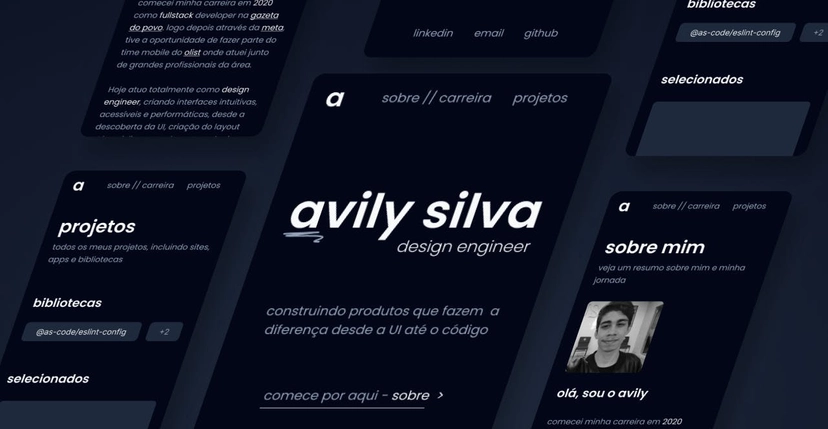 comecei minha carreira em 2020
como fullstack developer na gazeta
do povo, logo depois através da meta,
tive a oportunidade de fazer parte do
time mobile do olist onde atuei junto
de grandes profissionais da área.
Hoje atuo totalmente como design
engineer, criando interfaces intuitivas,
acessíveis e performáticas, desde a
descoberta da UI, criação do layout
linkedin email github
bibliotecas
@as-code/eslint-config +2
selecionados
a sobre // carreira projetos
avily silva
design engineer
construindo produtos que fazem a
diferença desde a UI até o código
comece por aqui - sobre >
a sobre // carreira projetos
projetos
todos os meus projetos, incluindo sites,
apps e bibliotecas
bibliotecas
@as-code/eslint-config +2
selecionados
a sobre // carreira projetos
sobre mim
veja um resumo sobre mim e minha
jornada
olá, sou o avily
comecei minha carreira em 2020